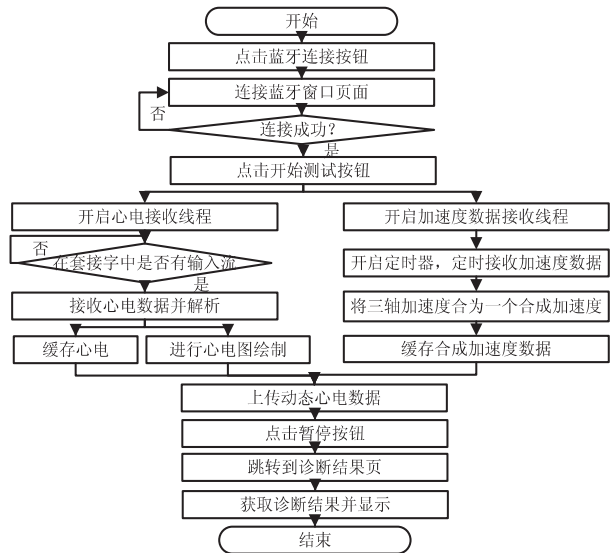 开始
点击蓝牙连接按钮
连接蓝牙窗口页面
否
连接成功？
是
点击开始测试按钮
开启心电接收线程
开启加速度数据接收线程
否
在套接字中是否有输入流
开启定时器，定时接收加速度数据
是
接收心电数据并解析
将三轴加速度合为一个合成加速度
缓存心电
进行心电图绘制
缓存合成加速度数据
上传动态心电数据
点击暂停按钮
跳转到诊断结果页
获取诊断结果并显示
结束